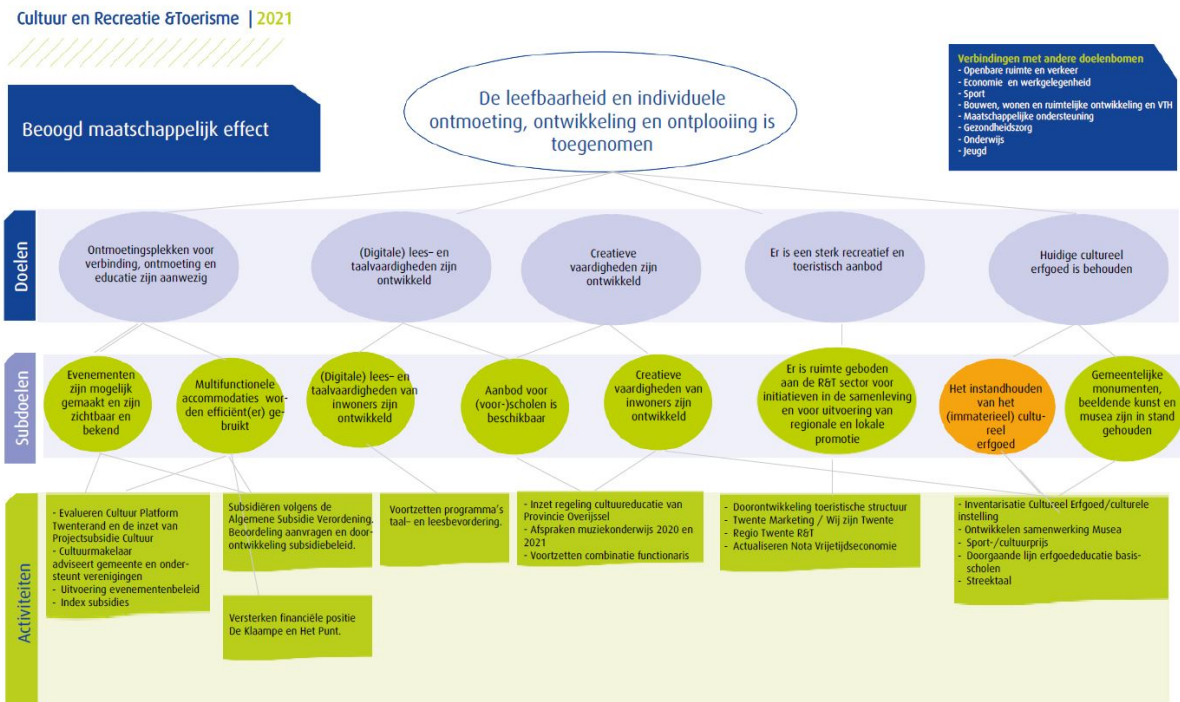 Cultuur en Recreatie &Toerisme | 2021
Beoogd maatschappelijk effect
De leefbaarheid en individuele
ontmoeting, ontwikkeling en ontplooiing is
toegenomen
Verbindingen met andere doelenbomen
- Openbare ruimte en verkeer
- Economie en werkgelegenheid
- Sport
- Bouwen, wonen en ruimtelijke ontwikkeling en VTH
- Maatschappelijke ondersteuning
- Gezondheidszorg
- Onderwijs
- Jeugd
Doelen
Ontmoetingsplekken voor
verbinding, ontmoeting en
educatie zijn aanwezig
(Digitale) lees- en
taalvaardigheden zijn
ontwikkeld
Creatieve
vaardigheden zijn
ontwikkeld
Er is een sterk recreatief en
toeristisch aanbod
Huidige cultureel
erfgoed is behouden
Subdoelen
Evenementen
zijn mogelijk
gemaakt en zijn
zichtbaar en
bekend
Multifunctionele
accommodaties wor-
den efficiënt(er) ge-
bruikt
(Digitale) lees- en
taalvaardigheden van
inwoners zijn
ontwikkeld
Aanbod voor
(voor-)scholen is
beschikbaar
Creatieve
vaardigheden van
inwoners zijn
ontwikkeld
Er is ruimte geboden
aan de R&T sector voor
initiatieven in de samenleving
en voor uitvoering van
regionale en lokale
promotie
Het instandhouden
van het
(immaterieel) cultu-
reel
erfgoed
Gemeentelijke
monumenten,
beeldende kunst en
musea zijn in stand
gehouden
Activiteiten
- Evalueren Cultuur Platform
Twenterand en de inzet van
Projectsubsidie Cultuur
- Cultuurmakelaar
adviseert gemeente en onder-
steunt verenigingen
- Uitvoering evenementenbeleid
- Index subsidies
Subsidiëren volgens de
Algemene Subsidie Verordening.
Beoordeling aanvragen en door-
ontwikkeling subsidiebeleid.
Versterken financiële positie
De Klaampe en Het Punt.
Voortzetten programma's
taal- en leesbevordering.
- Inzet regeling cultuureducatie van
Provincie Overijssel
- Afspraken muziekonderwijs 2020 en
2021
- Voortzetten combinatie functionaris
- Doorontwikkeling toeristische structuur
- Twente Marketing / Wij zijn Twente
- Regio Twente R&T
- Actualiseren Nota Vrijetijdseconomie
- Inventarisatie Cultureel Erfgoed/culturele
instelling
- Ontwikkelen samenwerking Musea
- Sport-/cultuurprijs
- Doorgaande lijn erfgoededucatie basis-
scholen
- Streektaal